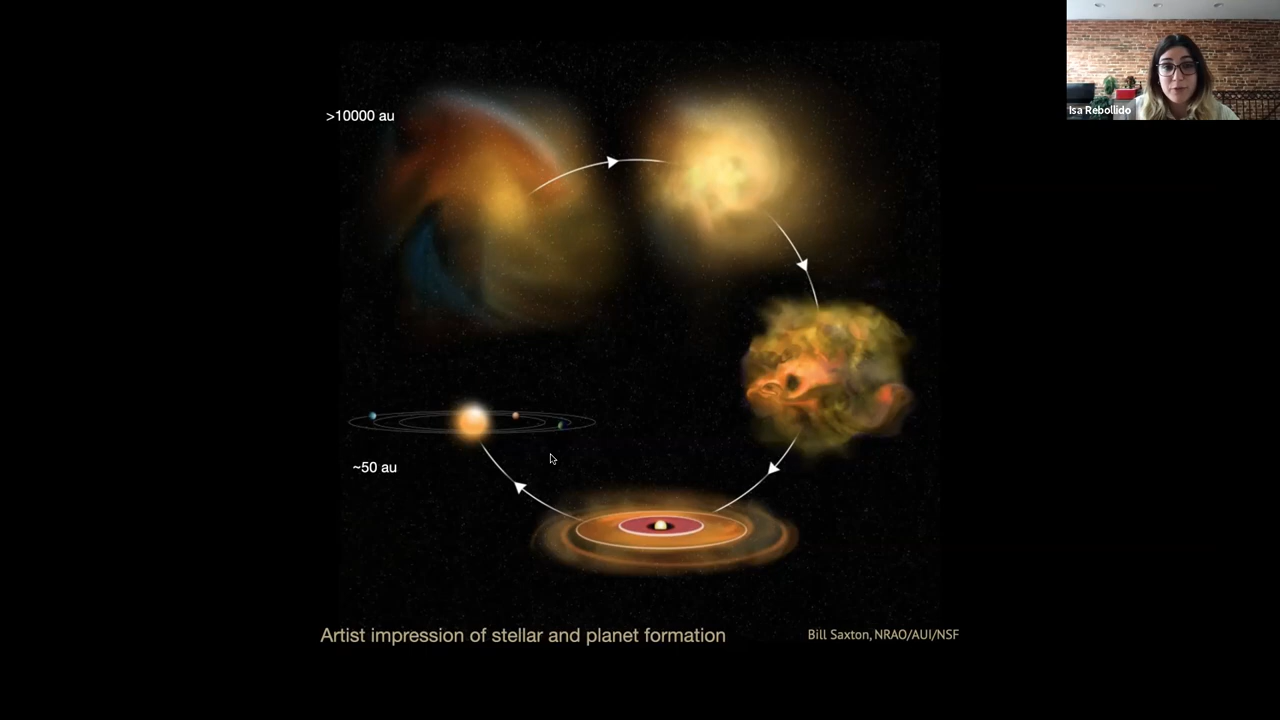 >10000 au
Isa Rebollido
~50 au
Artist impression of stellar and planet formation
Bill Saxton, NRAO/AUI/NSF